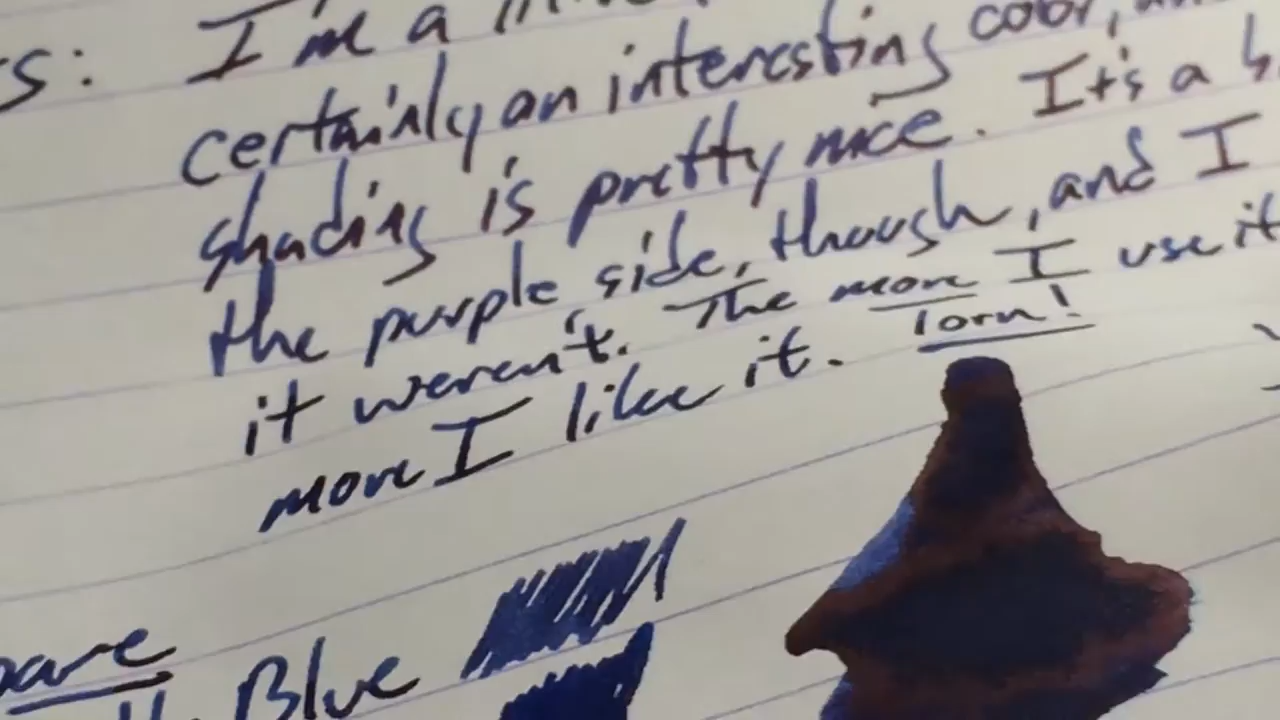 s: I'm a
certainly an interesting color,
shading is pretty nice. It's a
the purple side, though, and I
it weren't. The more I use it
more I like it. Torn!
Blue